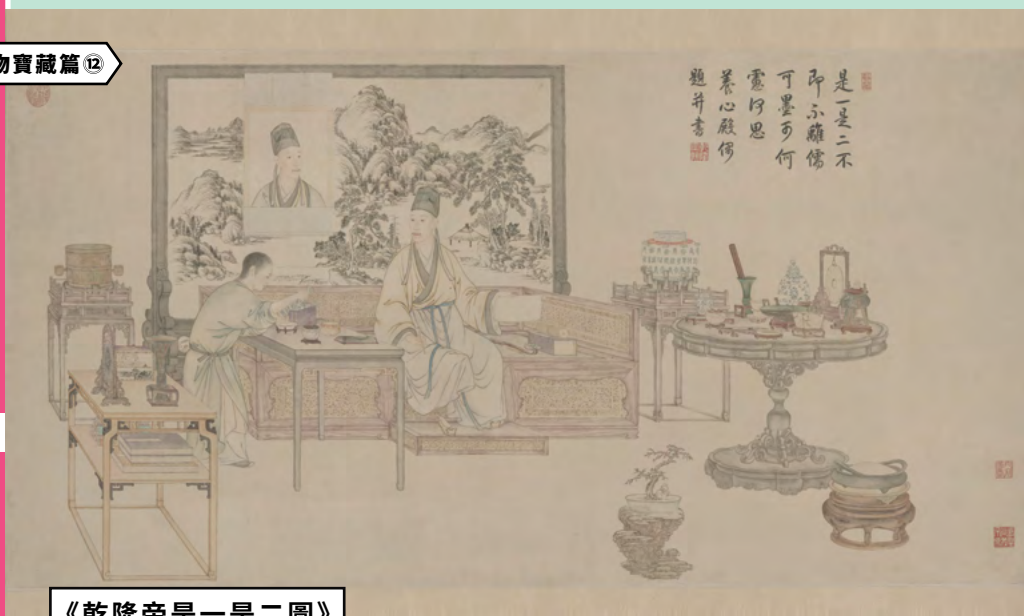 物寶藏篇⑫
是一是二不
即不離儒
可墨可何
慮何思
養心殿偶
題并書
《乾隆帝是一是二圖》